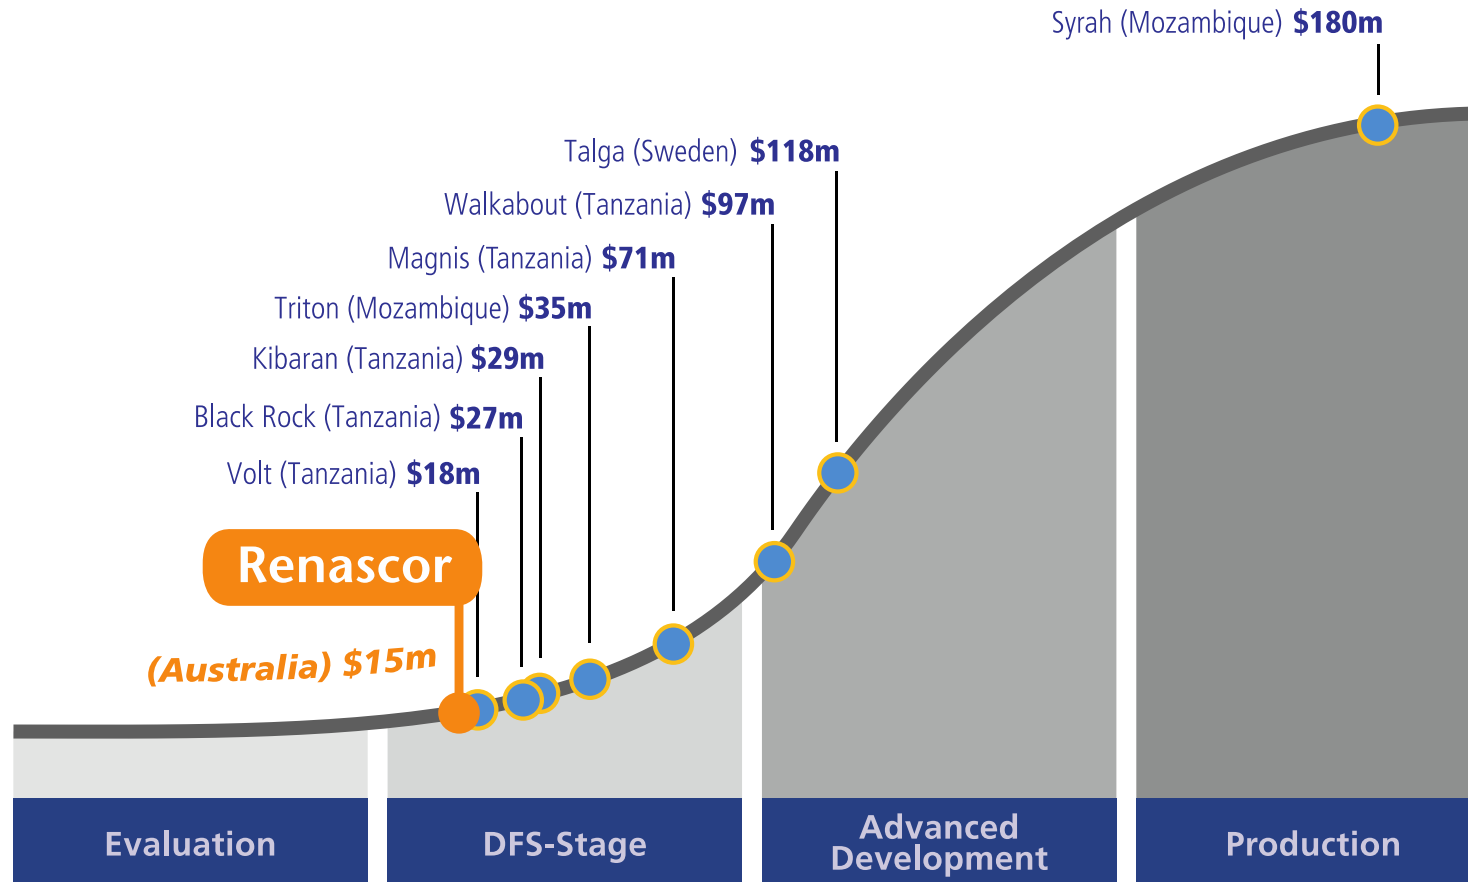 Syrah (Mozambique) $180m
Talga (Sweden) $118m
Walkabout (Tanzania) $97m
Magnis (Tanzania) $71m
Triton (Mozambique) $35m
Kibaran (Tanzania) $29m
Black Rock (Tanzania) $27m
Volt (Tanzania) $18m
Renascor
(Australia) $15m
Evaluation
DFS-Stage
Advanced
Development
Production